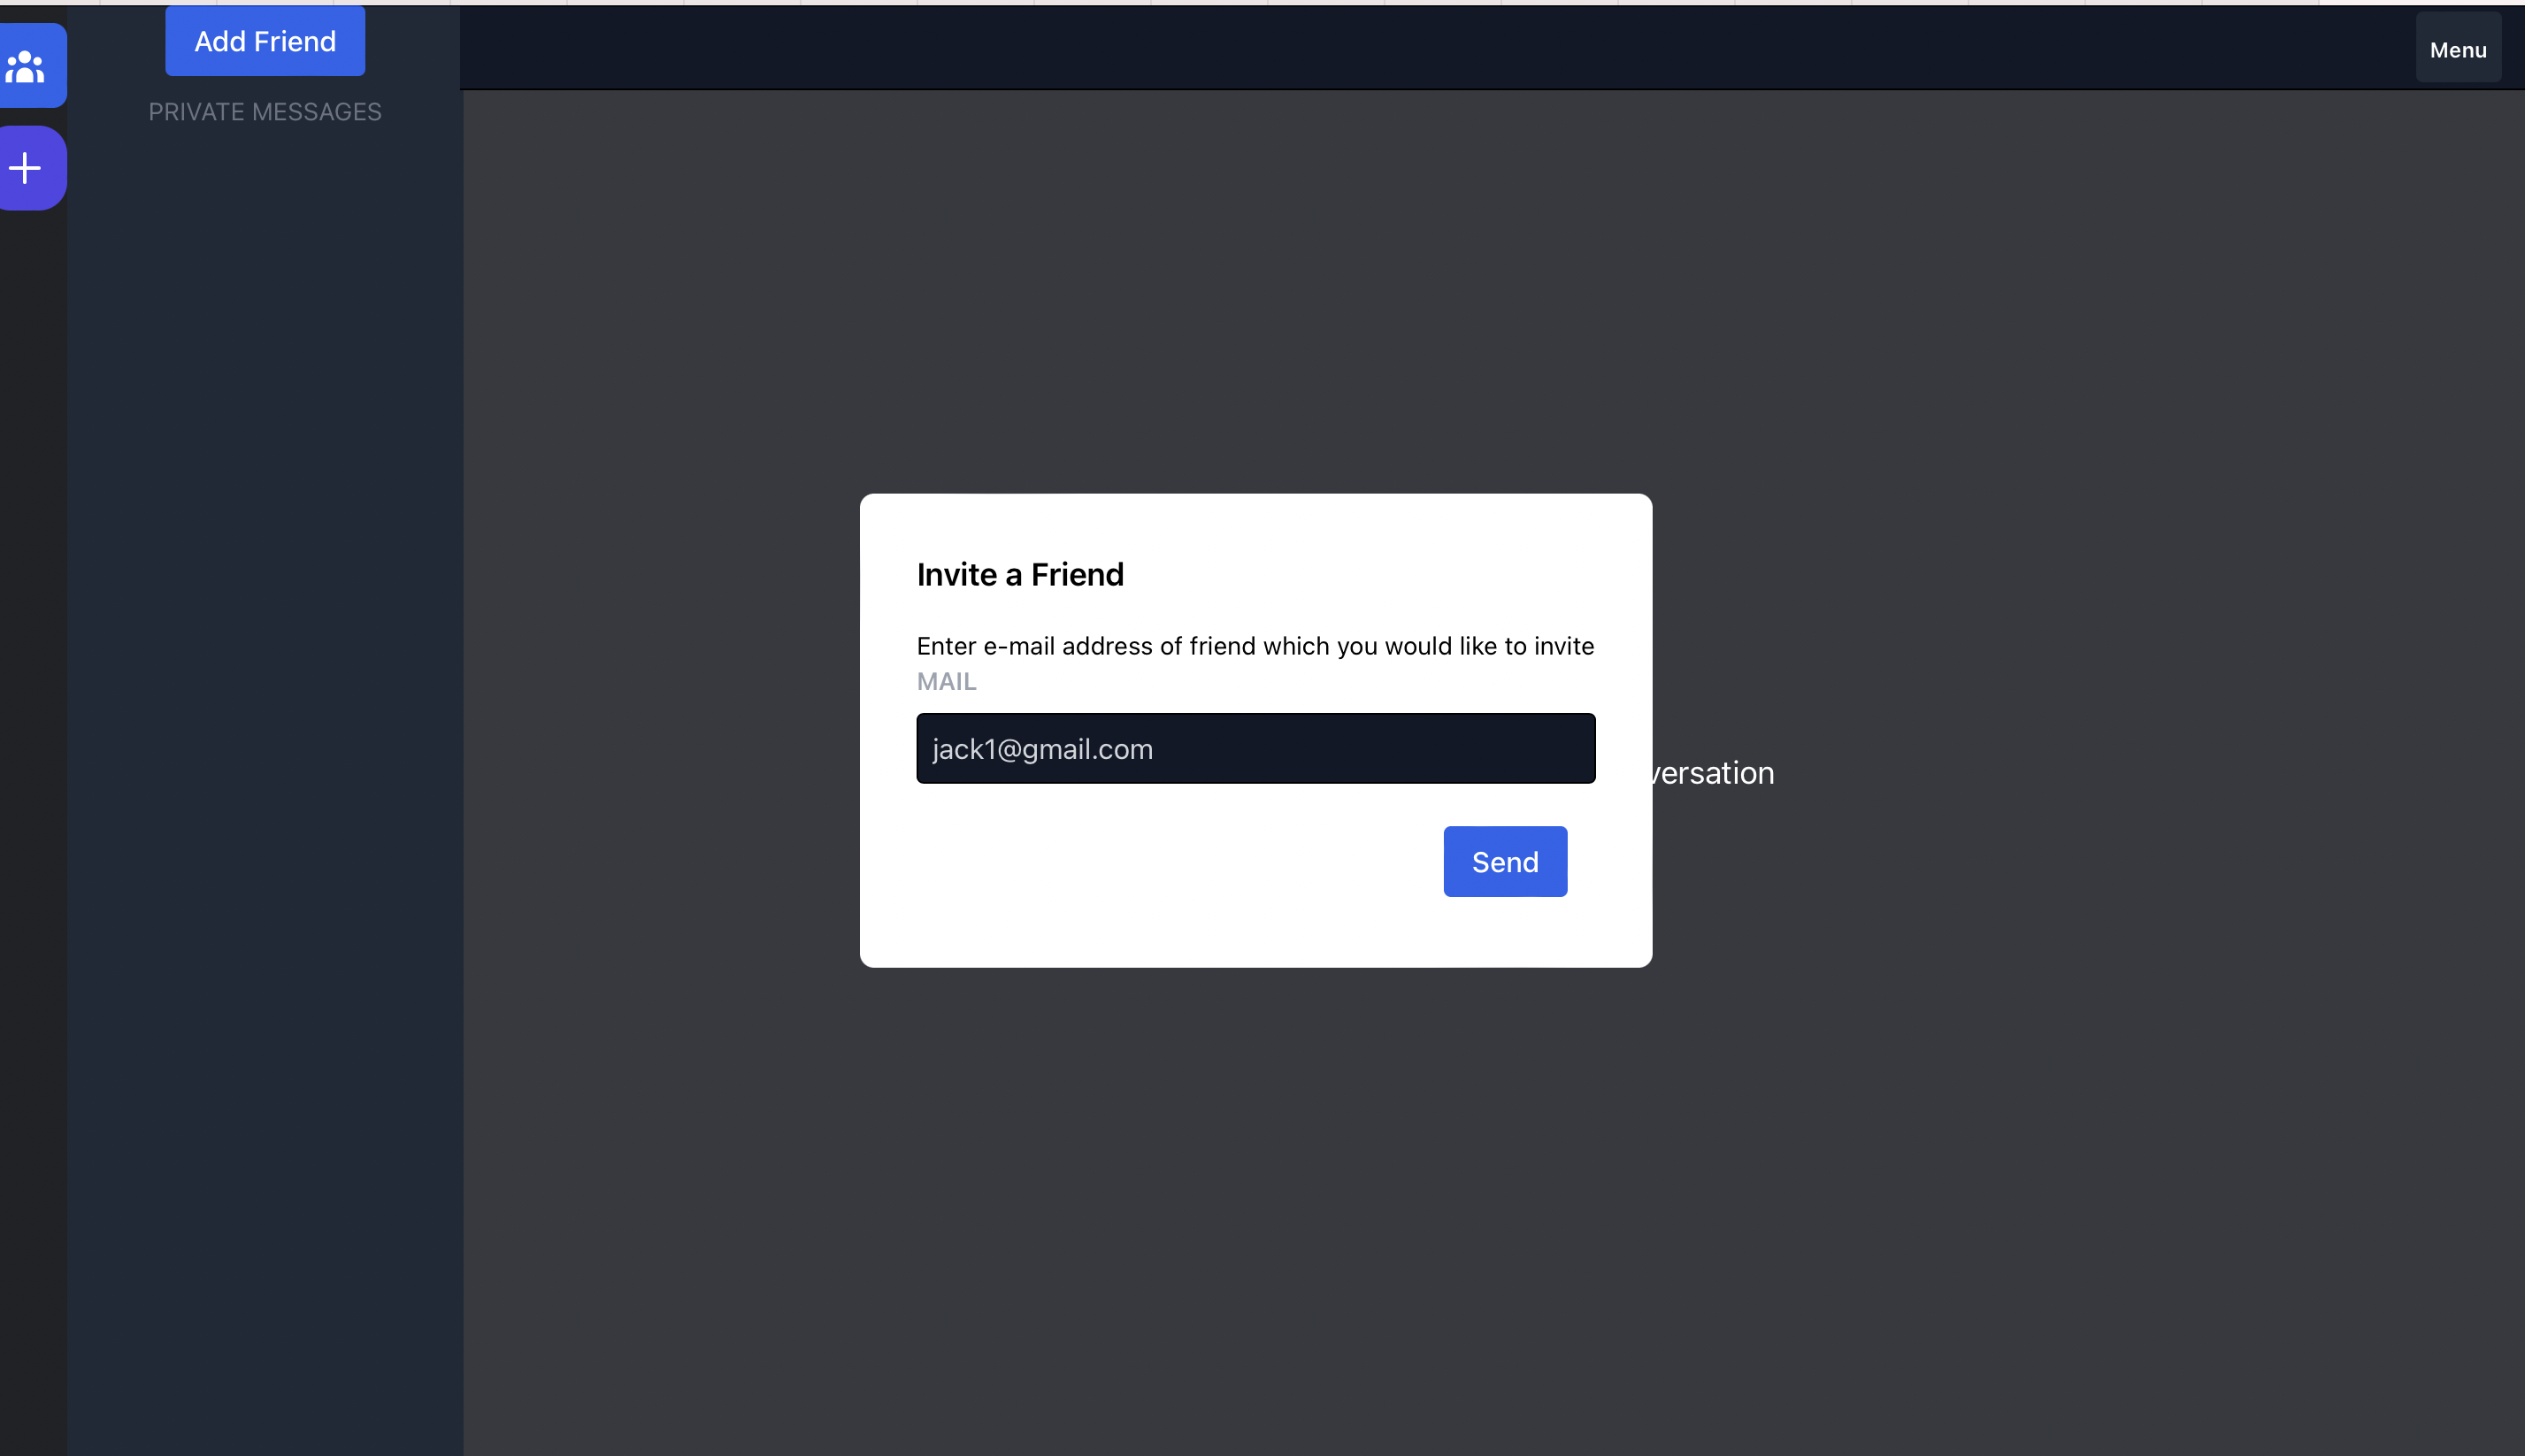 Add Friend
Menu
PRIVATE MESSAGES
Invite a Friend
Enter e-mail address of friend which you would like to invite
MAIL
jack1@gmail.com
versation
Send